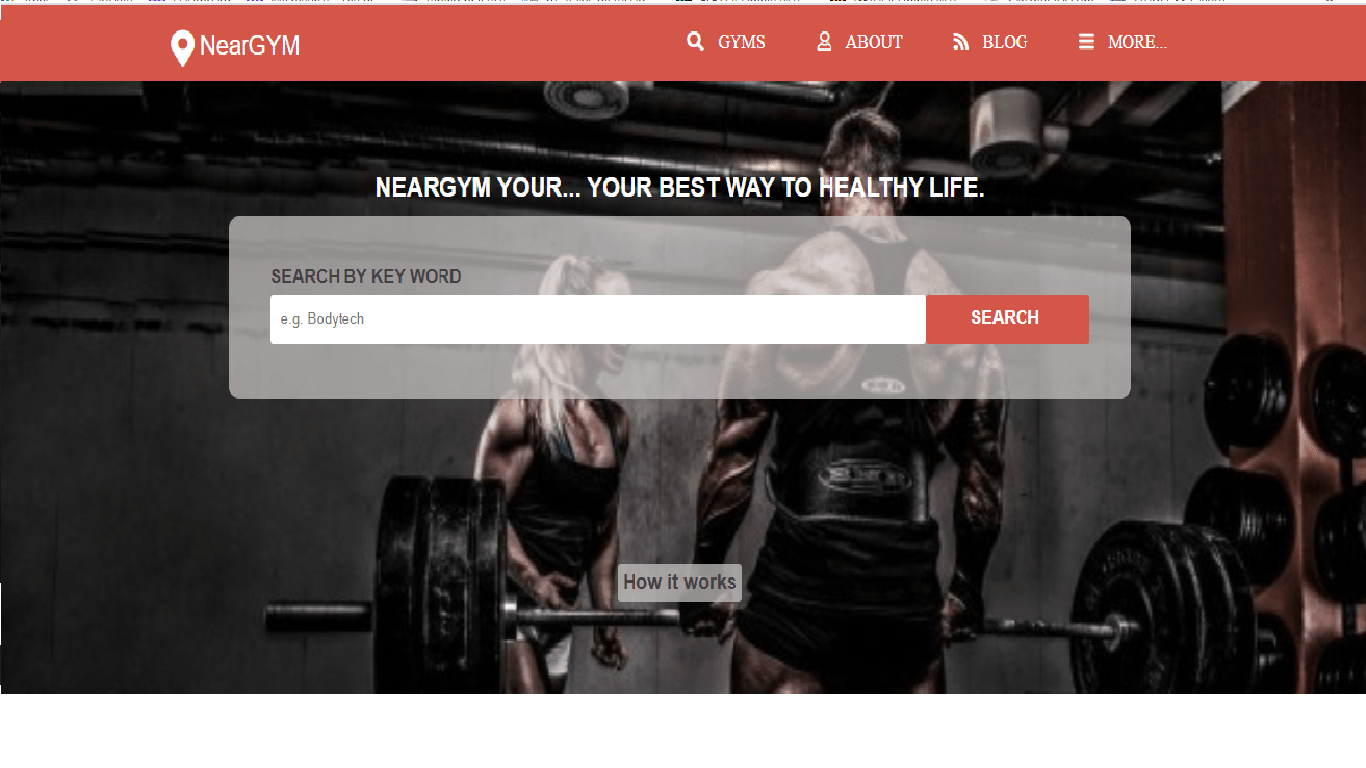 NearGYM
GYMS
ABOUT
BLOG
MORE...
NEARGYM YOUR... YOUR BEST WAY TO HEALTHY LIFE.
SEARCH BY KEY WORD
e.g. Bodytech
SEARCH
How it works